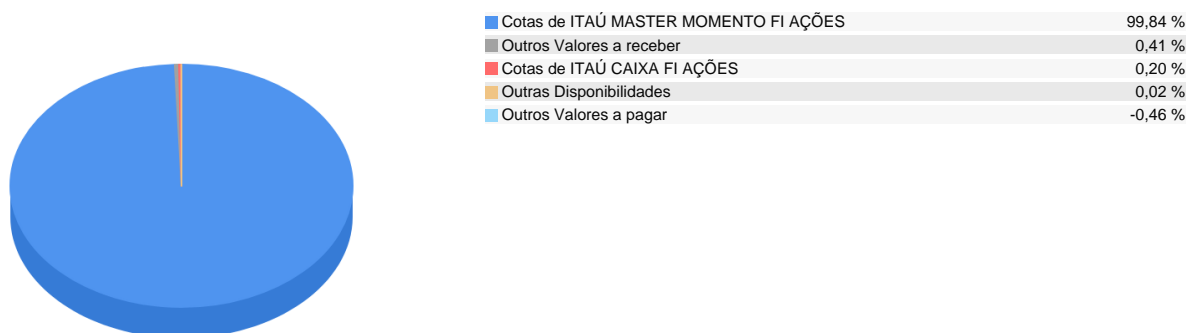 Cotas de ITAÚ MASTER MOMENTO FI AÇÕES 99,84 %
Outros Valores a receber 0,41 %
Cotas de ITAÚ CAIXA FI AÇÕES 0,20 %
Outras Disponibilidades 0,02 %
Outros Valores a pagar -0,46 %